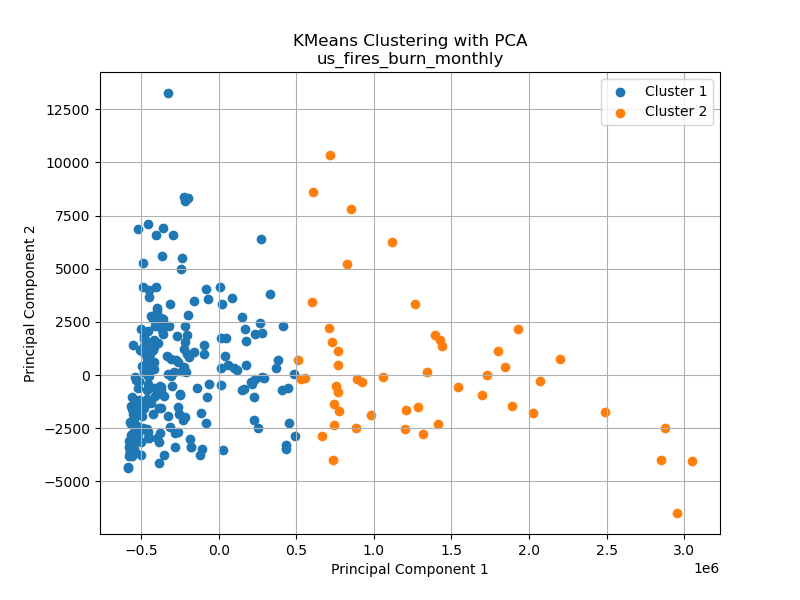 KMeans Clustering with PCA
us_fires_burn_monthly
Cluster 1
Cluster 2
12500
10000
7500
5000
2500
0
−2500
−5000
Principal Component 2
−0.5
0.0
0.5
1.0
1.5
2.0
2.5
3.0
1e6
Principal Component 1